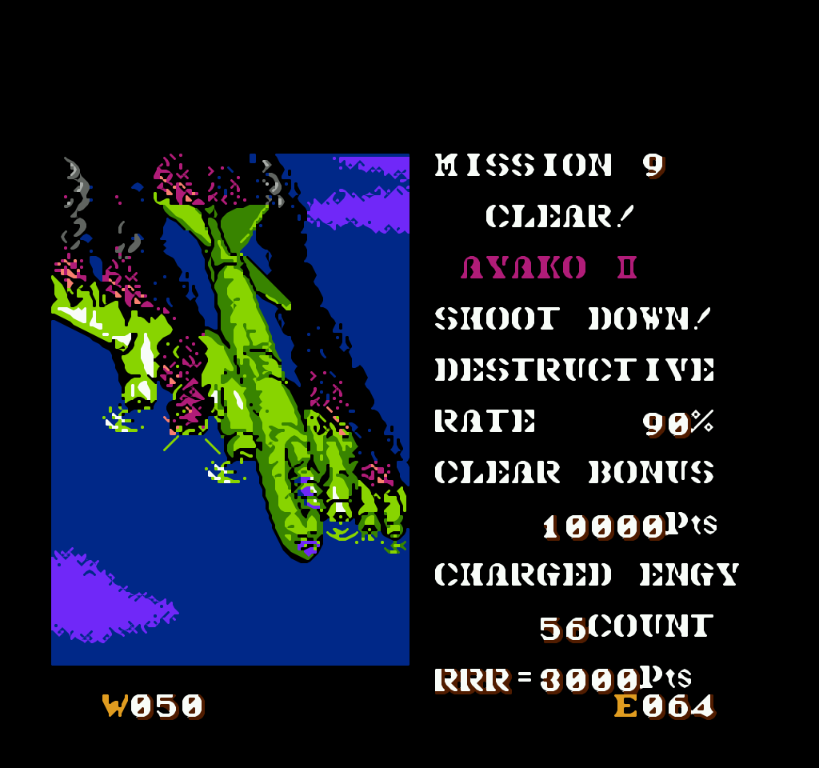 MISSION 9
CLEAR!
AYAKO II
SHOOT DOWN!
DESTRUCTIVE
RATE 90%
CLEAR BONUS
10000Pts
CHARGED ENGY
56COUNT
RRR=3000Pts
W050 E064